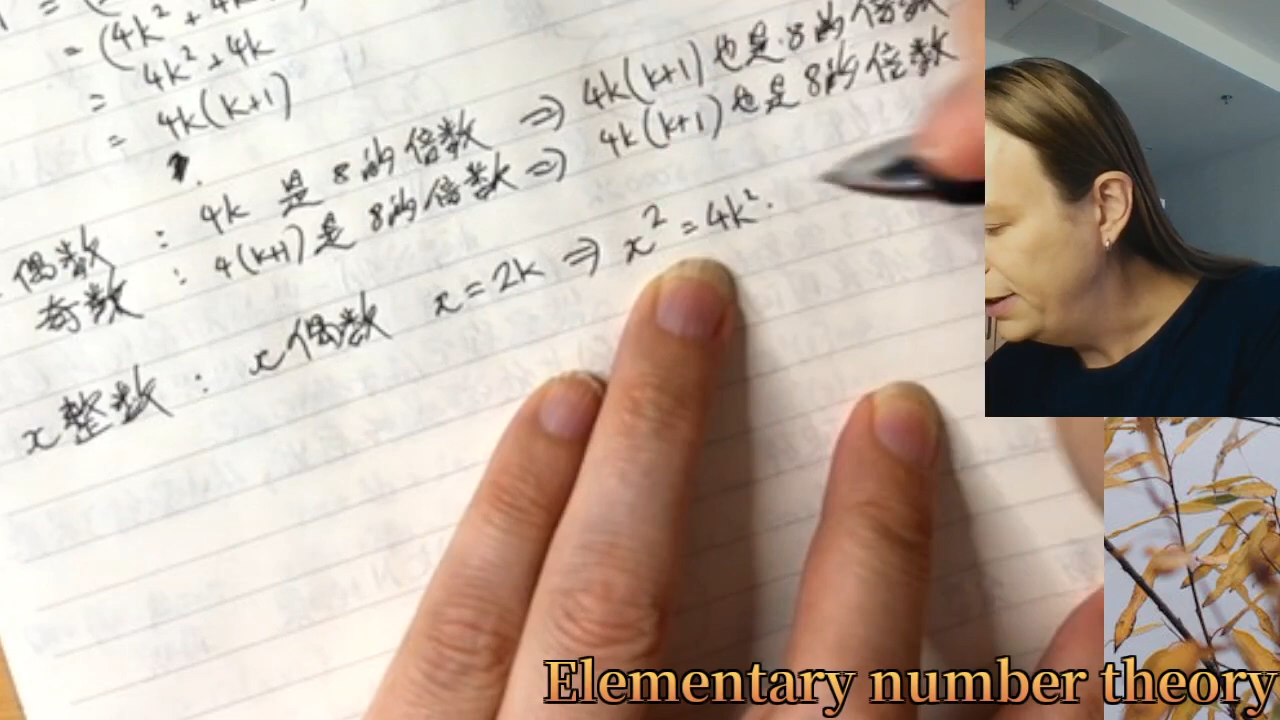 = (4k² + 4k
4k² + 4k
=
= 4k(k+1)
偶数 : 4k 是 8的倍数 ⇒ 4k(k+1) 也是 8的倍数
奇数 : 4(k+1) 是 8的倍数 ⇒ 4k(k+1) 也是 8的倍数
x整数 : x偶数 x = 2k ⇒ x² = 4k².
Elementary number theory